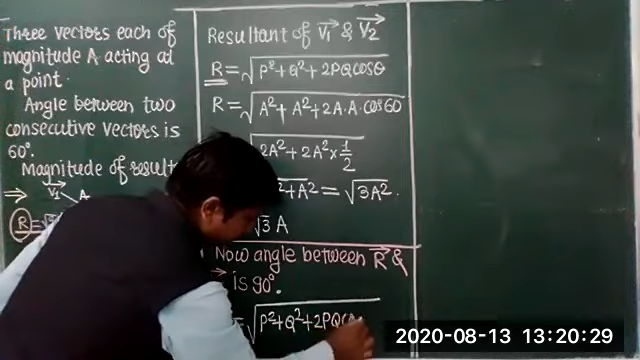 Three vectors each of
magnitude A acting at
a point.
Angle between two
consecutive vectors is
60°.
Magnitude of
⇒ V₁ A
R =
Resultant of V₁ & V₂
R = √P²+Q²+2PQcosθ
R = √A²+A²+2A.A.cos60
2A²+2A²×1/2
²+A² = √3A².
√3 A
Now angle between R &
is 90°.
= √P²+Q²+2PQ
2020-08-13 13:20:29